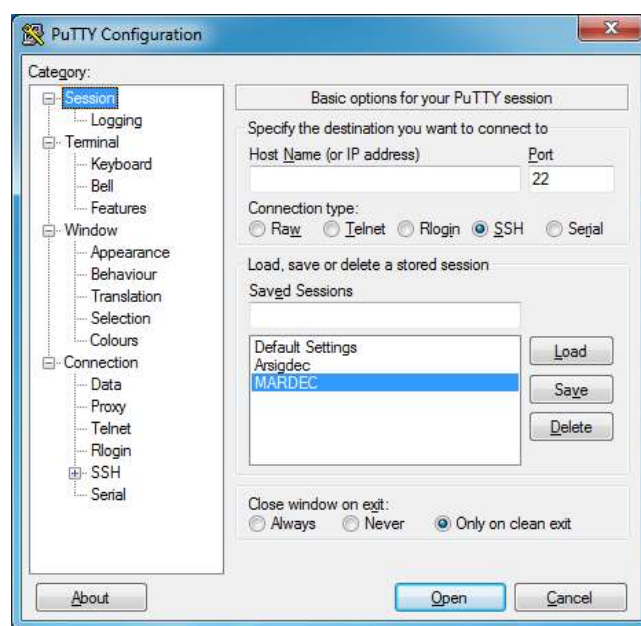 PuTTY Configuration
Category:
Session
Logging
Terminal
Keyboard
Bell
Features
Window
Appearance
Behaviour
Translation
Selection
Colours
Connection
Data
Proxy
Telnet
Rlogin
SSH
Serial
Basic options for your PuTTY session
Specify the destination you want to connect to
Host Name (or IP address) Port
22
Connection type:
Raw Telnet Rlogin SSH Serial
Load, save or delete a stored session
Saved Sessions
Default Settings
Arsigdec
MARDEC
Load
Save
Delete
Close window on exit:
Always Never Only on clean exit
About Open Cancel